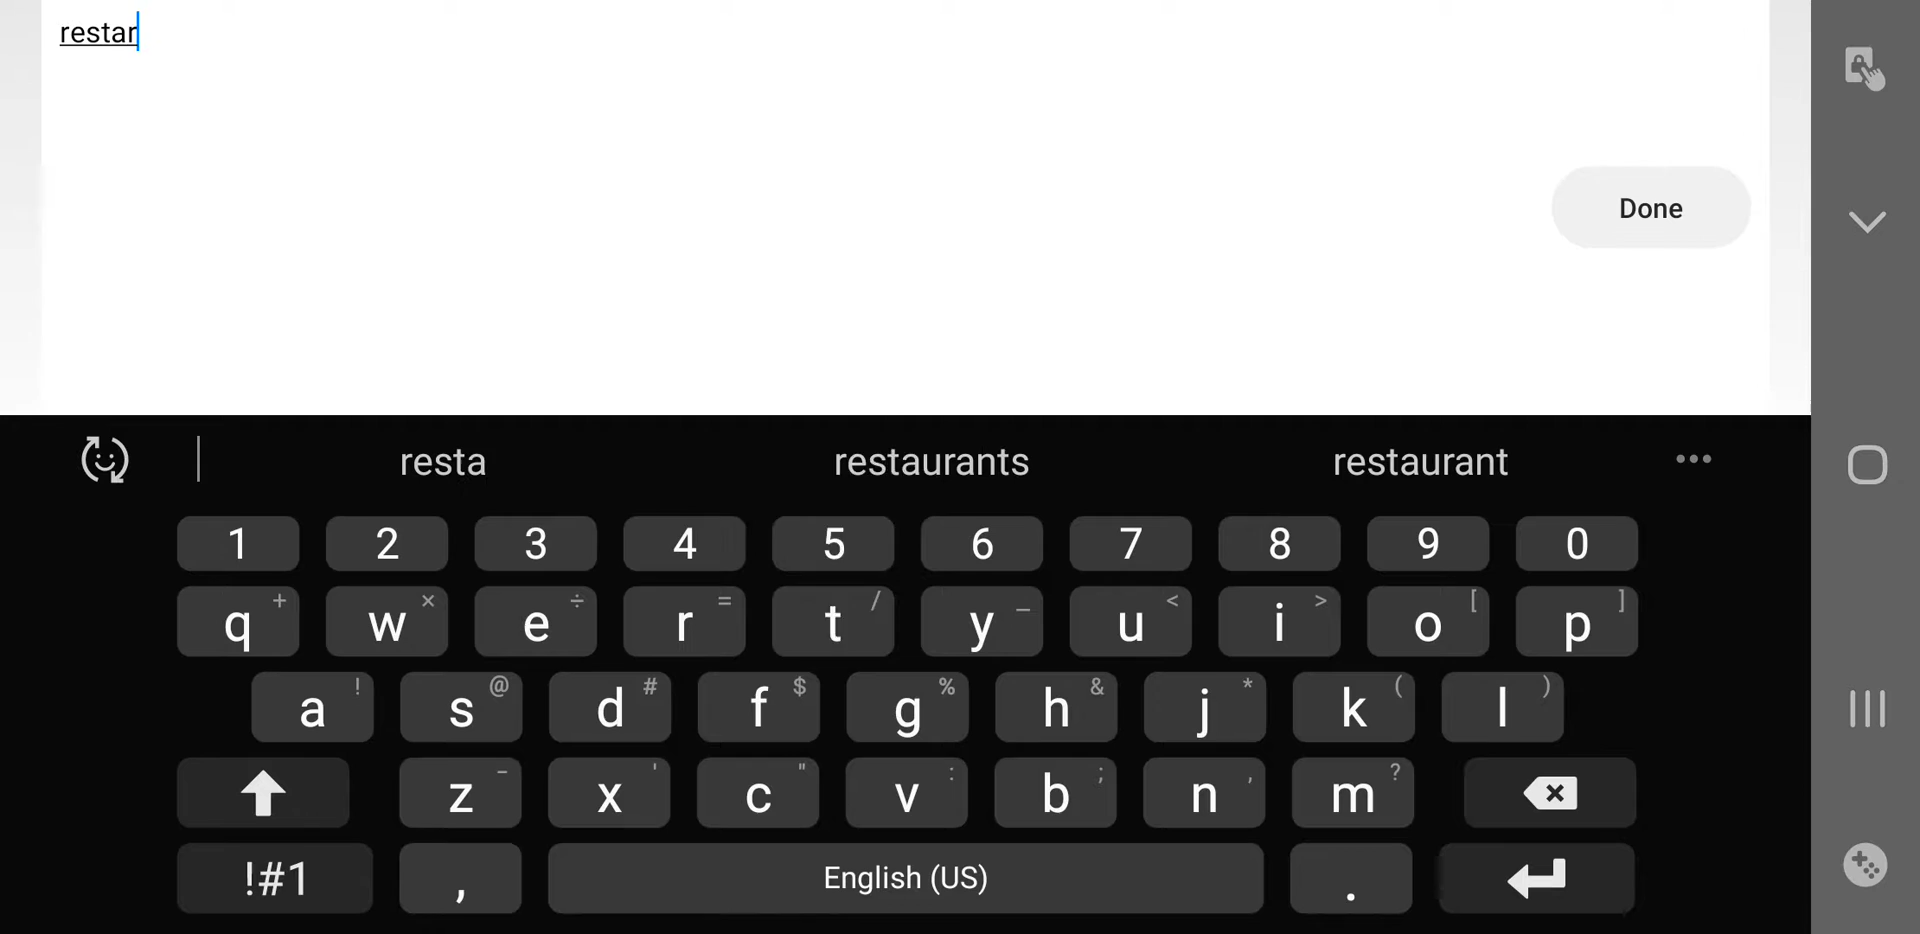 restar
Done
resta restaurants restaurant •••
1 2 3 4 5 6 7 8 9 0
q + w × e ÷ r = t / y _ u < i > o [ p ]
a ! s @ d # f $ g % h & j * k ( l )
z - x ' c " v : b ; n , m ?
!#1 , English (US) .